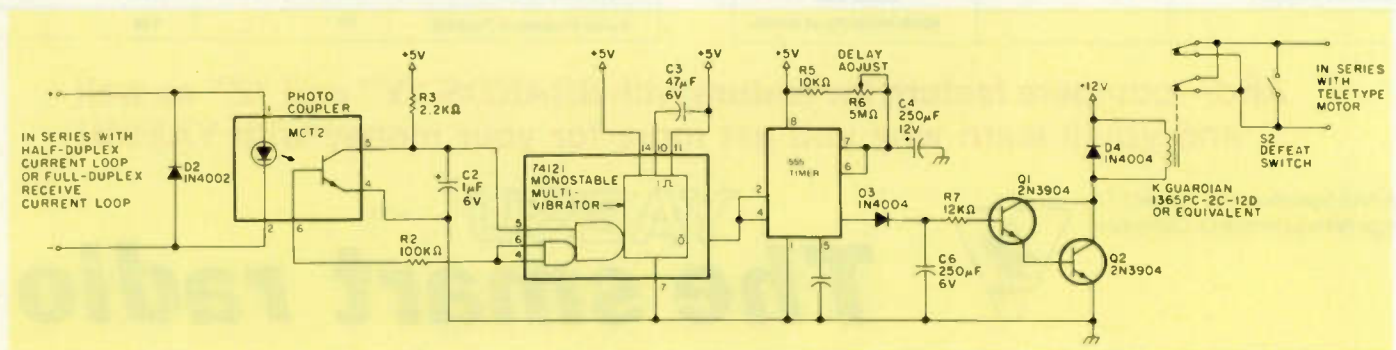 IN SERIES WITH
HALF-DUPLEX
CURRENT LOOP
OR FULL-DUPLEX
RECEIVE
CURRENT LOOP
+
−
D2
1N4002
PHOTO
COUPLER
MCT2
1
2
5
4
6
+5V
R3
2.2KΩ
C2
1μF
6V
+
R2
100KΩ
+5V
C3
47μF
6V
+
+5V
14 10 11
74121
MONOSTABLE
MULTI-
VIBRATOR
1
5
6
4
Q̄
7
+5V
R5
10KΩ
DELAY
ADJUST
R6
5MΩ
C4
250μF
12V
+
8
555
TIMER
7
6
2
4
3
1
5
D3
1N4004
R7
12KΩ
C6
250μF
6V
Q1
2N3904
Q2
2N3904
+12V
D4
1N4004
K GUARDIAN
1365PC-2C-12D
OR EQUIVALENT
S2
DEFEAT
SWITCH
IN SERIES
WITH
TELETYPE
MOTOR
The smart radio